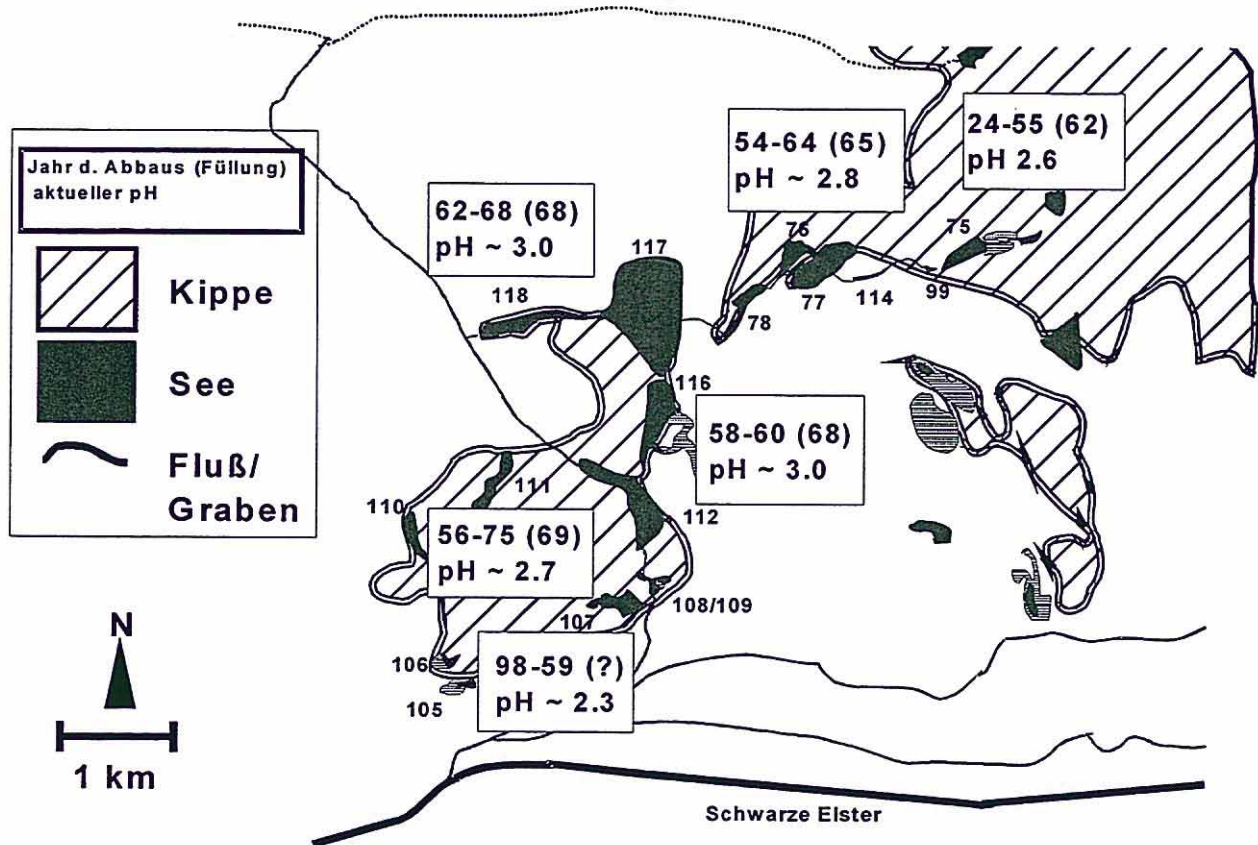 Jahr d. Abbaus (Füllung)
aktueller pH
Kippe
See
Fluß/
Graben
N
1 km
62-68 (68)
pH ~ 3.0
54-64 (65)
pH ~ 2.8
24-55 (62)
pH 2.6
58-60 (68)
pH ~ 3.0
56-75 (69)
pH ~ 2.7
98-59 (?)
pH ~ 2.3
117
118
76
75
77
114
99
78
116
111
110
112
108/109
107
106
105
Schwarze Elster